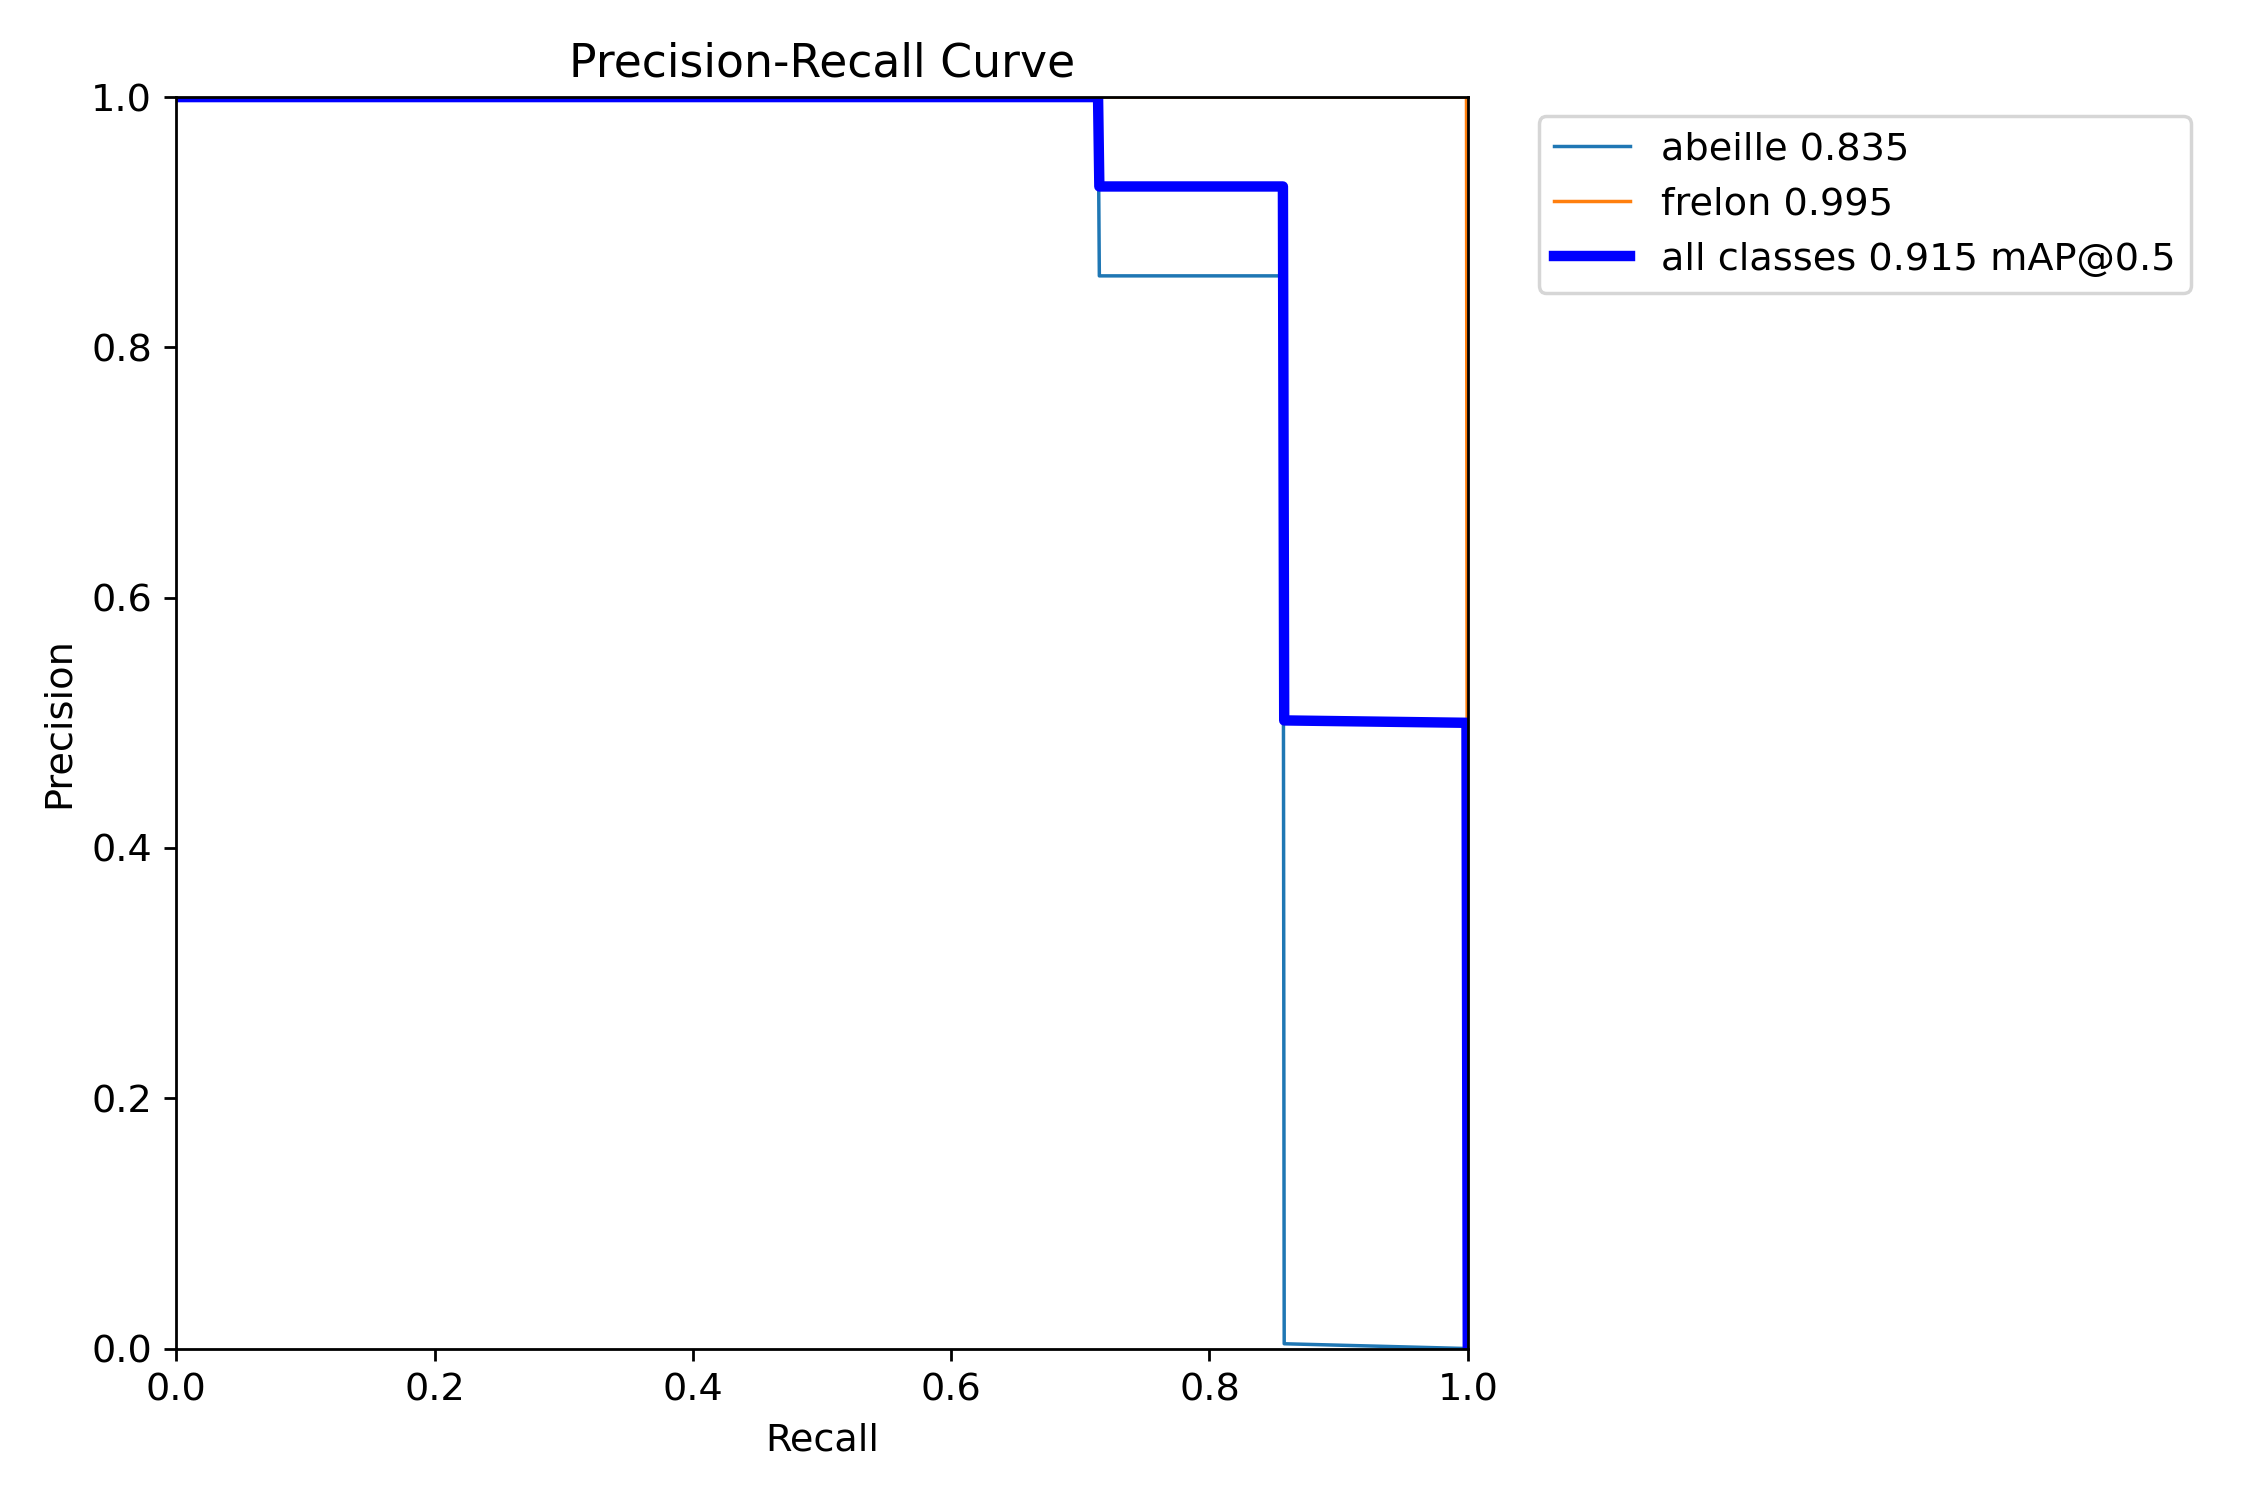 Precision-Recall Curve
1.0
0.8
0.6
0.4
0.2
0.0
Precision
0.0 0.2 0.4 0.6 0.8 1.0
Recall
abeille 0.835
frelon 0.995
all classes 0.915 mAP@0.5